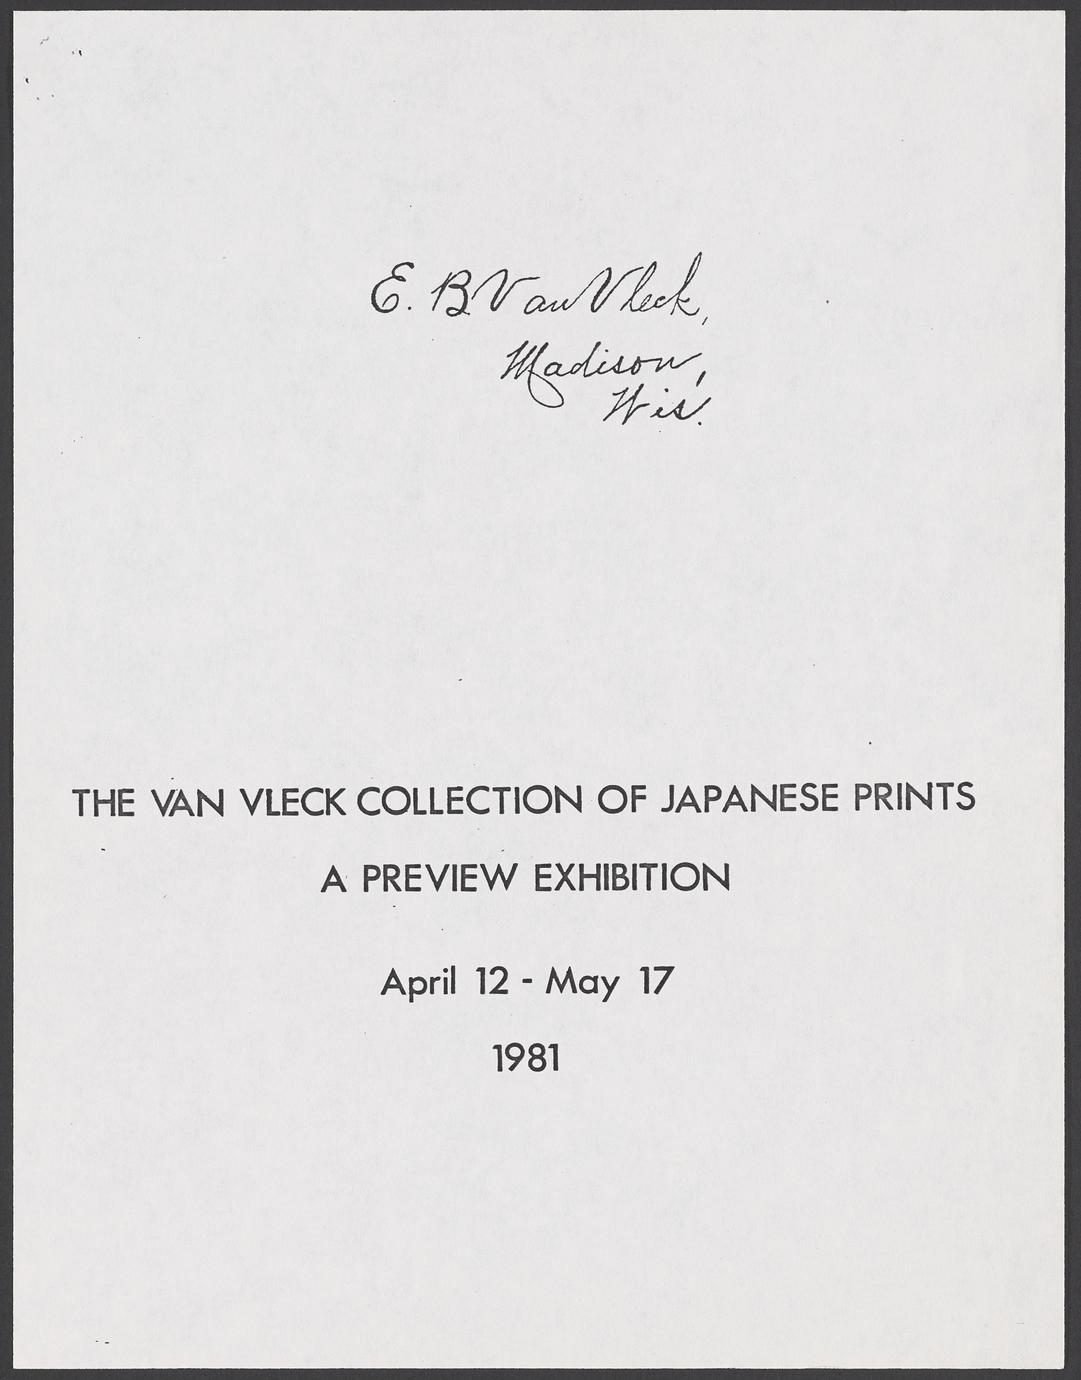 E. B Van Vleck,
Madison,
Wis.
THE VAN VLECK COLLECTION OF JAPANESE PRINTS
A PREVIEW EXHIBITION
April 12 - May 17
1981